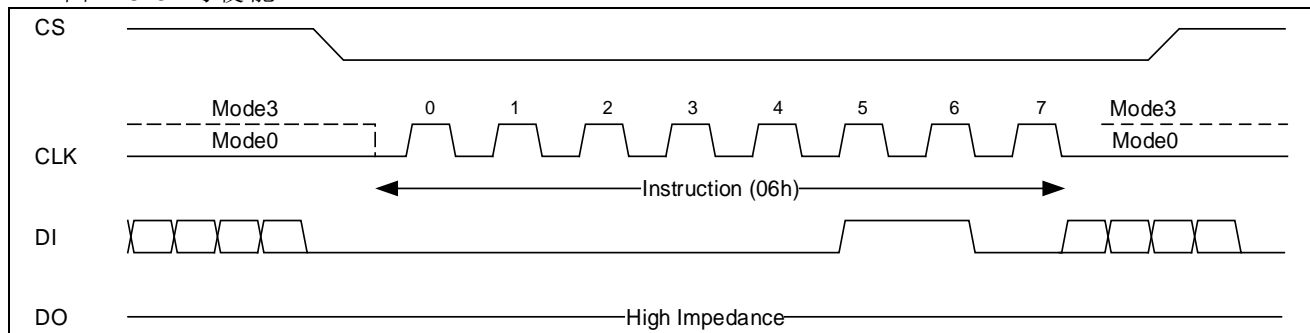 CS
Mode3 0 1 2 3 4 5 6 7 Mode3
Mode0 Mode0
CLK
Instruction (06h)
DI
DO High Impedance